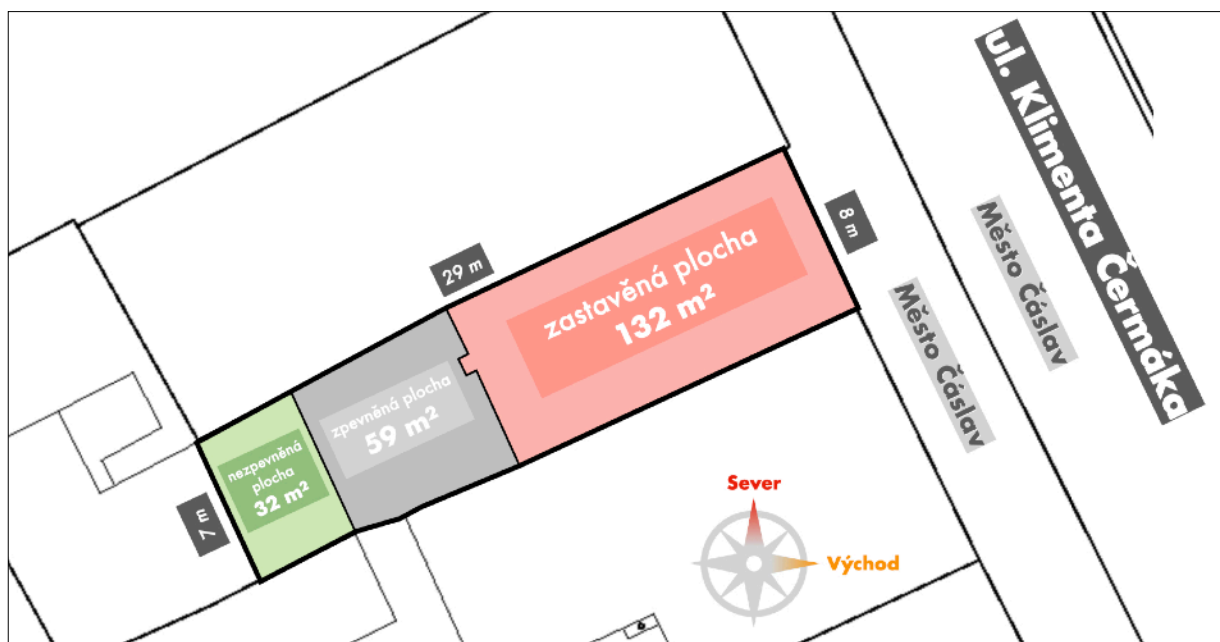 ul. Klimenta Čermáka
Město Čáslav
Město Čáslav
8 m
29 m
zastavěná plocha
132 m²
zpevněná plocha
59 m²
nezpevněná
plocha
32 m²
7 m
Sever
Východ